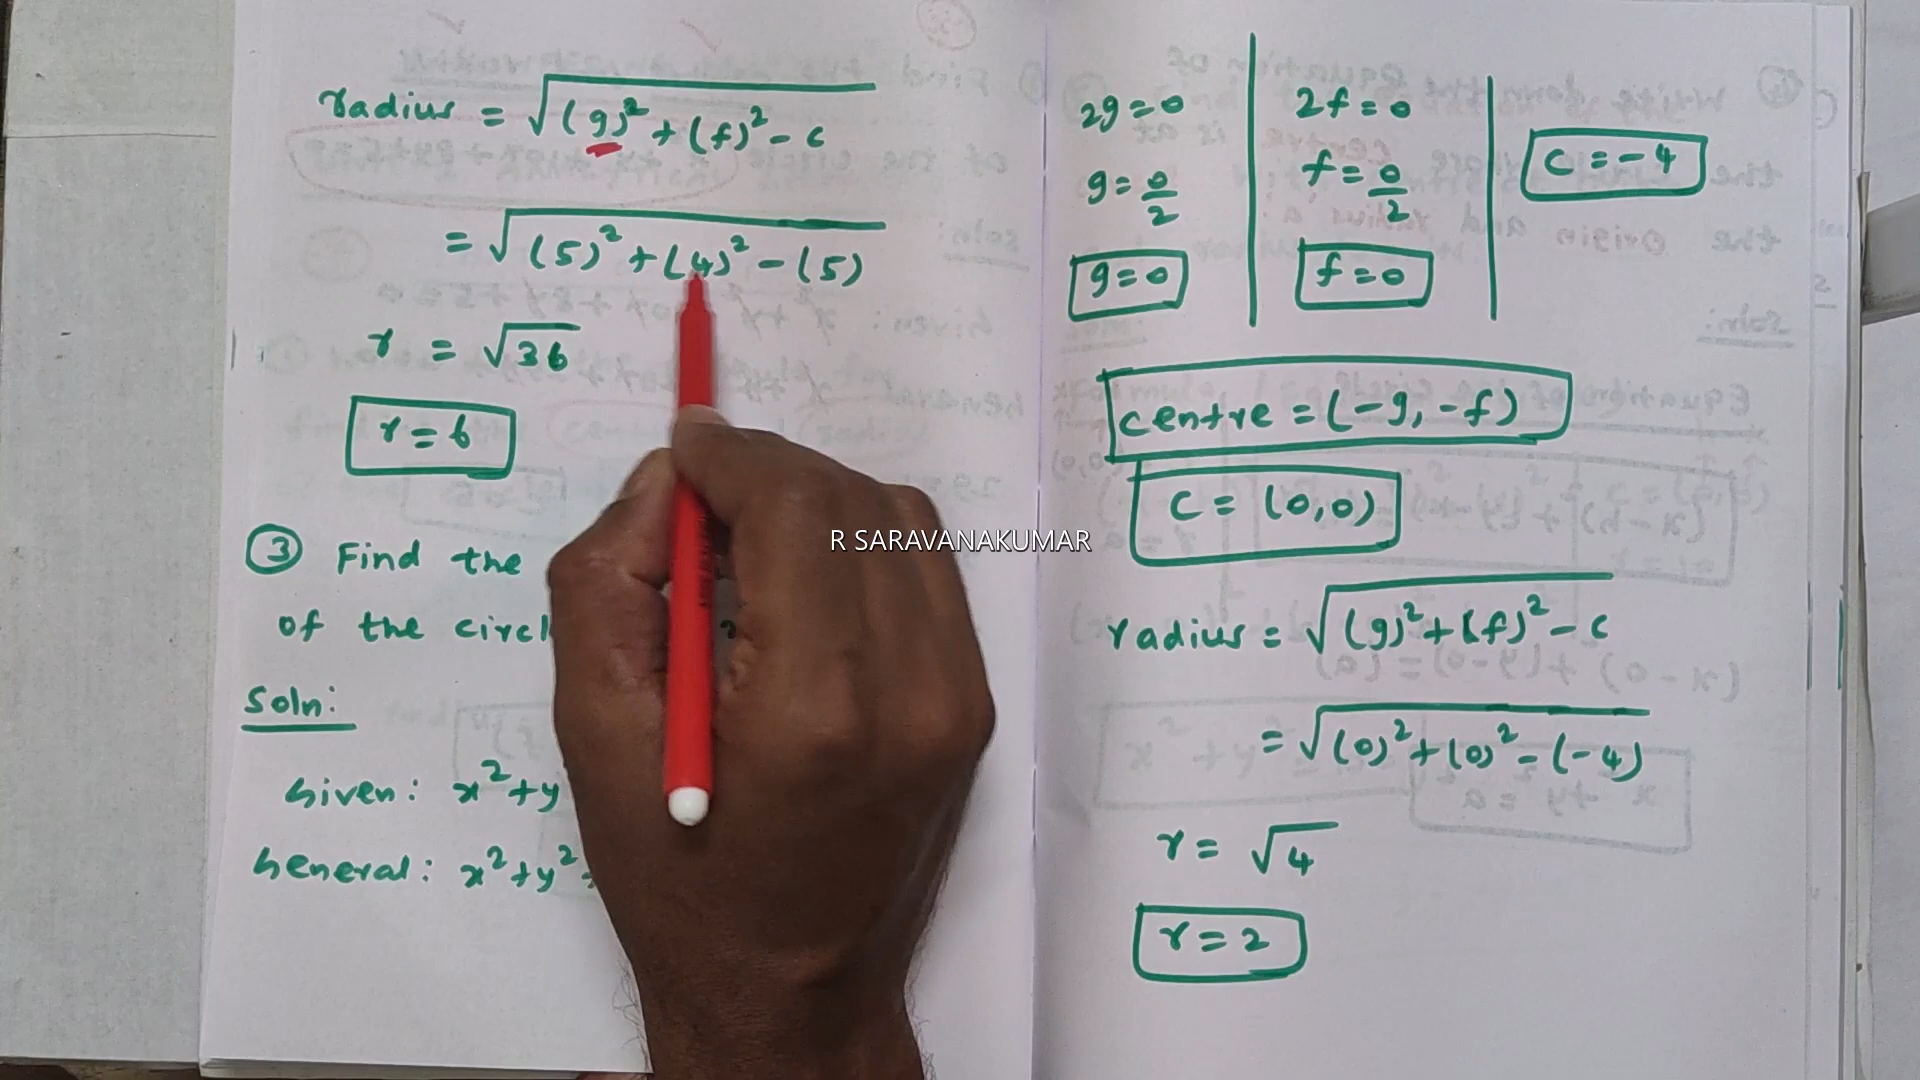 radius = √(g)² + (f)² - c
= √(5)² + (4)² - (5)
r = √36
r = 6
③ Find the
of the circl
Soln:
Given: x² + y
General: x² + y² +
2g = 0
g = 0/2
g = 0
2f = 0
f = 0/2
f = 0
C = -4
centre = (-g, -f)
C = (0,0)
radius = √(g)² + (f)² - c
= √(0)² + (0)² - (-4)
r = √4
r = 2
R SARAVANAKUMAR